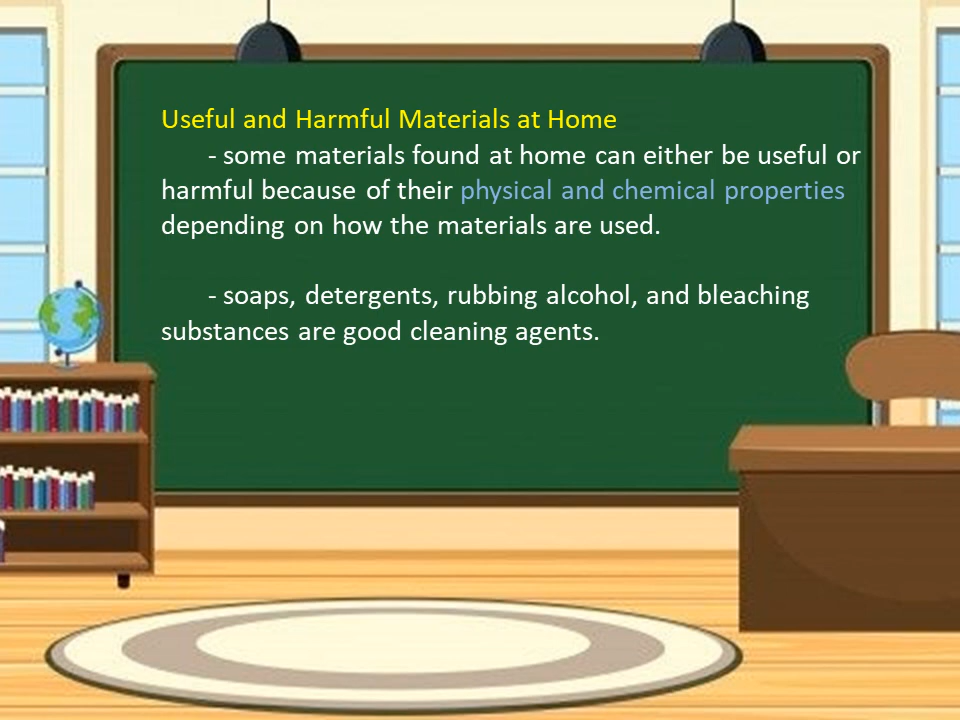 Useful and Harmful Materials at Home
- some materials found at home can either be useful or
harmful because of their physical and chemical properties
depending on how the materials are used.
- soaps, detergents, rubbing alcohol, and bleaching
substances are good cleaning agents.